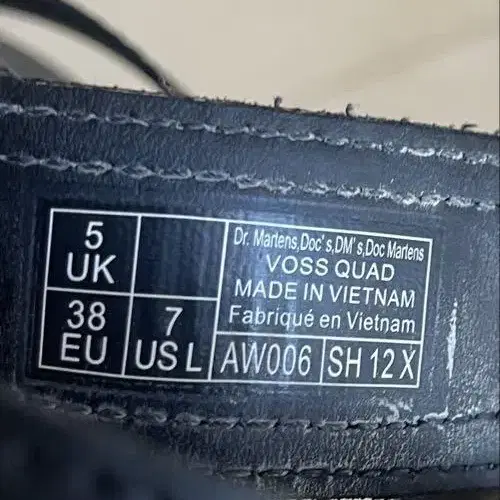 5
UK
38
EU
7
US L
Dr. Martens,Doc's,DM's,Doc Martens
VOSS QUAD
MADE IN VIETNAM
Fabriqué en Vietnam
AW006
SH 12 X